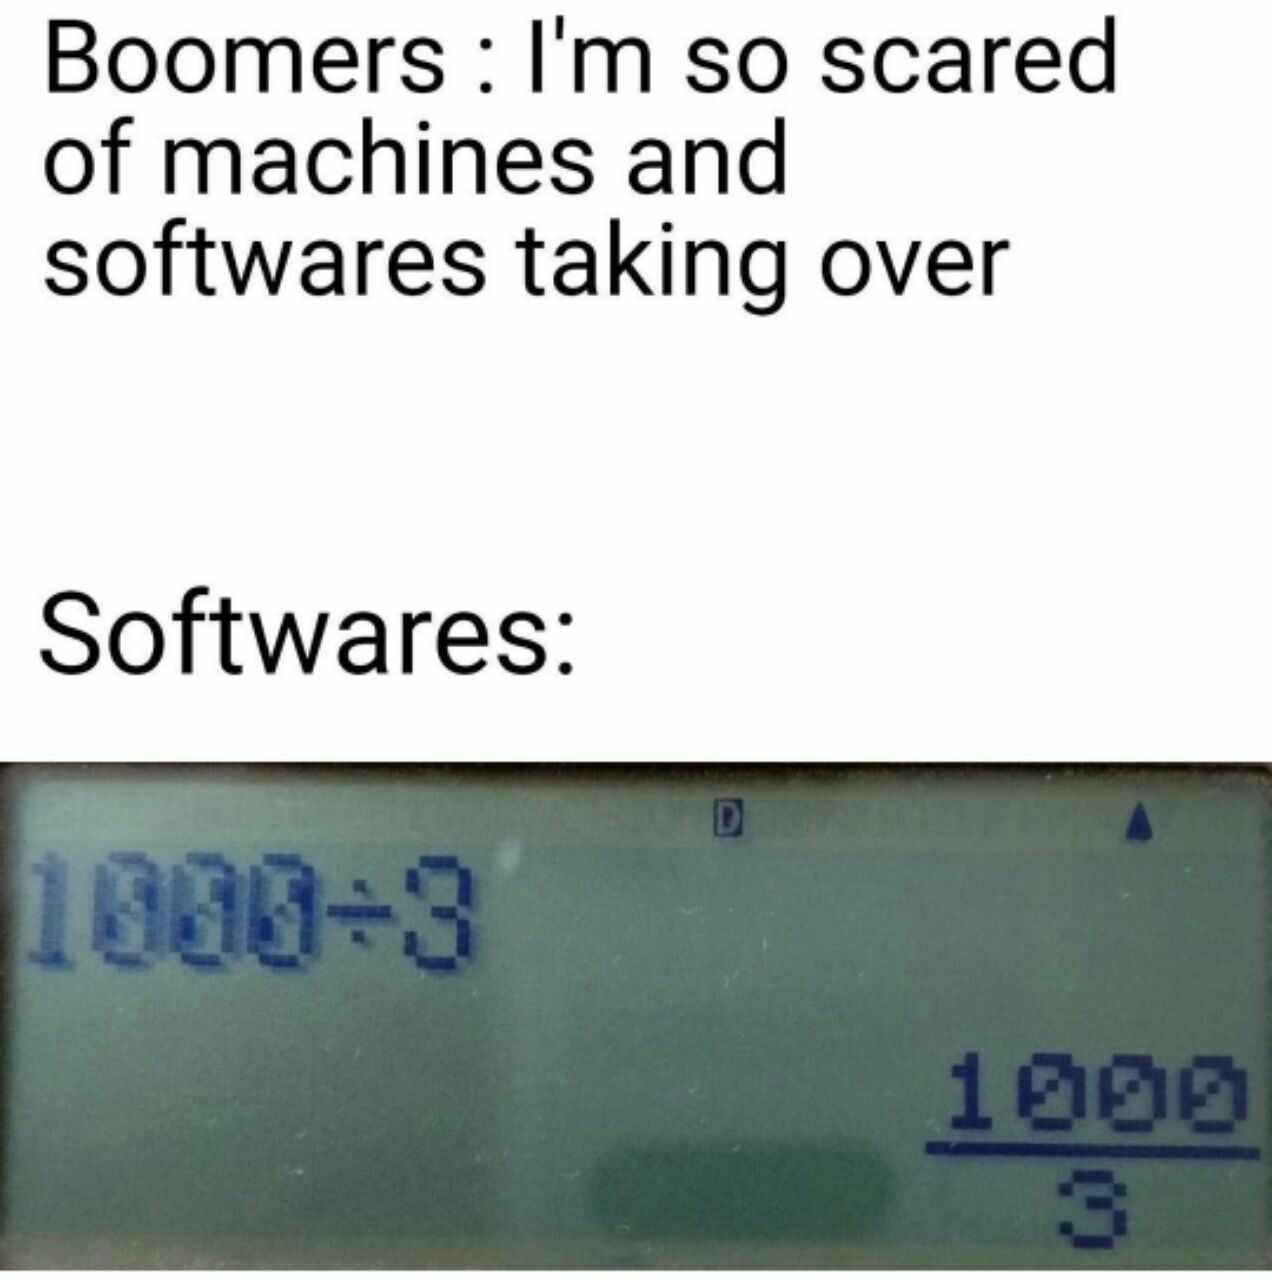 Boomers : I'm so scared
of machines and
softwares taking over
Softwares:
D
1000÷3
1000
3